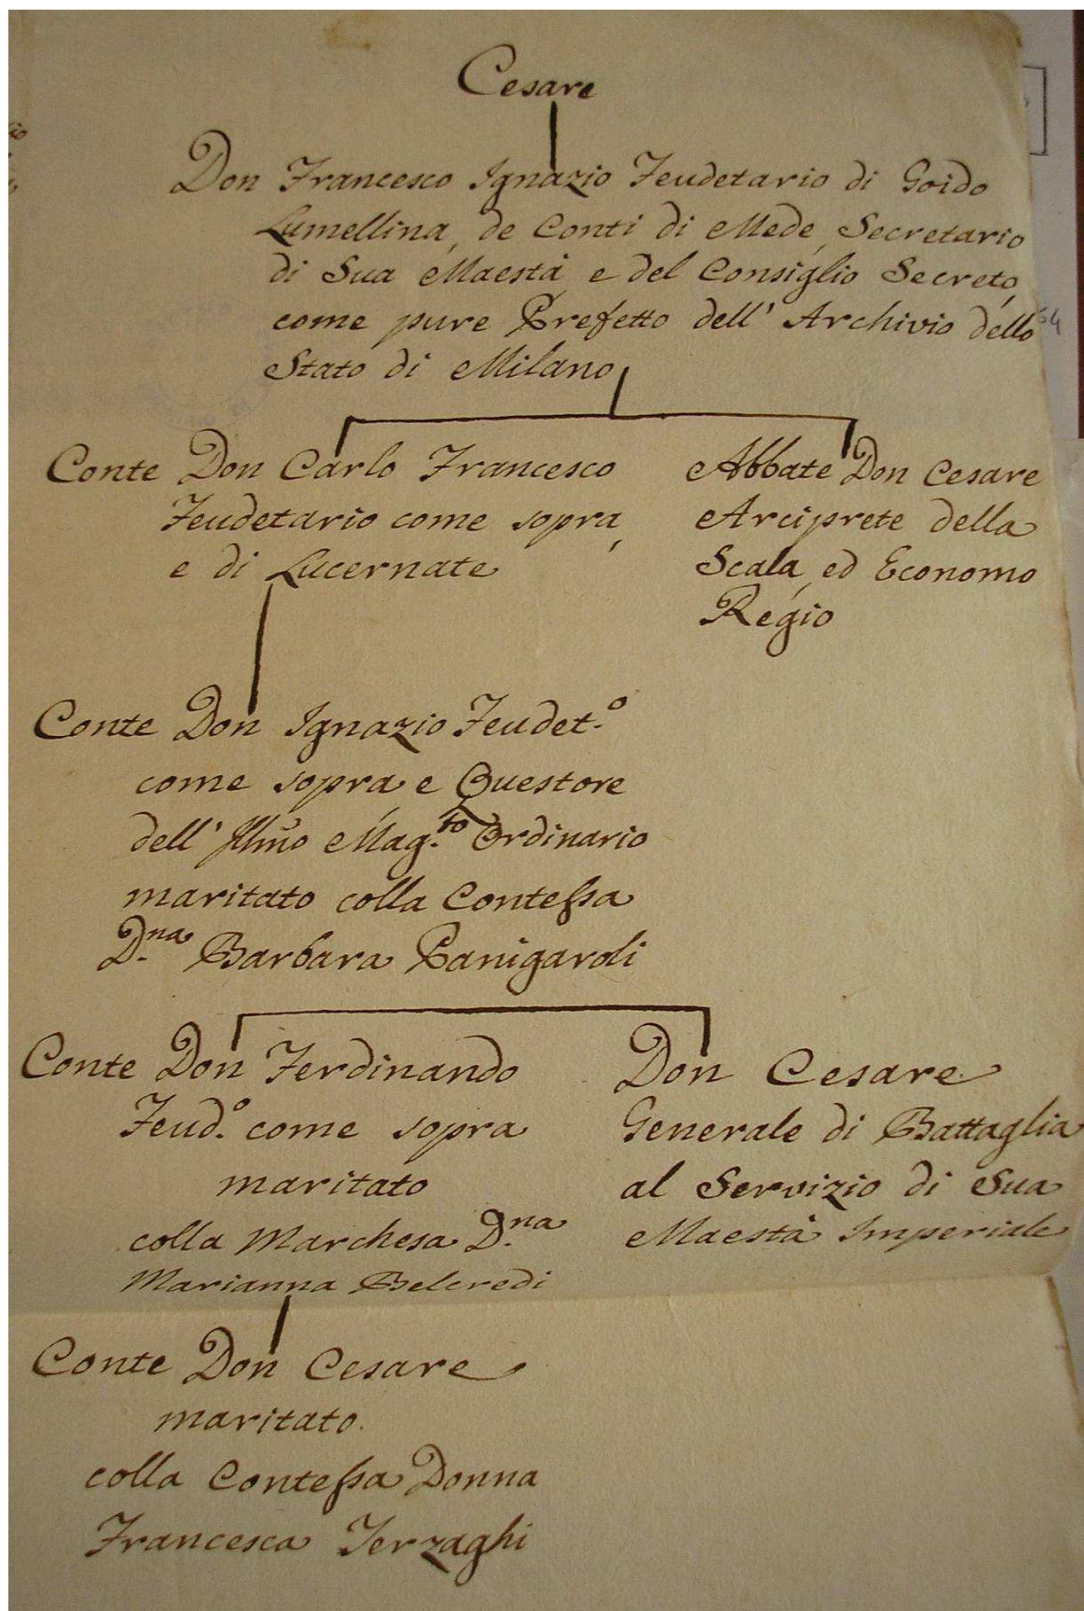 Cesare
Don Francesco Ignazio Feudetario di Goido
Lumellina, de Conti di Mede, Secretario
di Sua Maestà, e del Consiglio Secreto,
come pure Prefetto dell' Archivio dello
Stato di Milano
Conte Don Carlo Francesco
Feudetario come sopra,
e di Lucernate
Abbate Don Cesare
Arciprete della
Scala, ed Economo
Regio
Conte Don Ignazio Feudet.o
come sopra, e Questore
dell' Illmo Mag.to Ordinario
maritato colla Contessa
D.na Barbara Panigaroli
Conte Don Ferdinando
Feud.o come sopra
maritato
colla Marchesa D.na
Marianna Belcredi
Don Cesare
Generale di Battaglia
al Servizio di Sua
Maestà Imperiale
Conte Don Cesare
maritato
colla Contessa Donna
Francesca Terzaghi